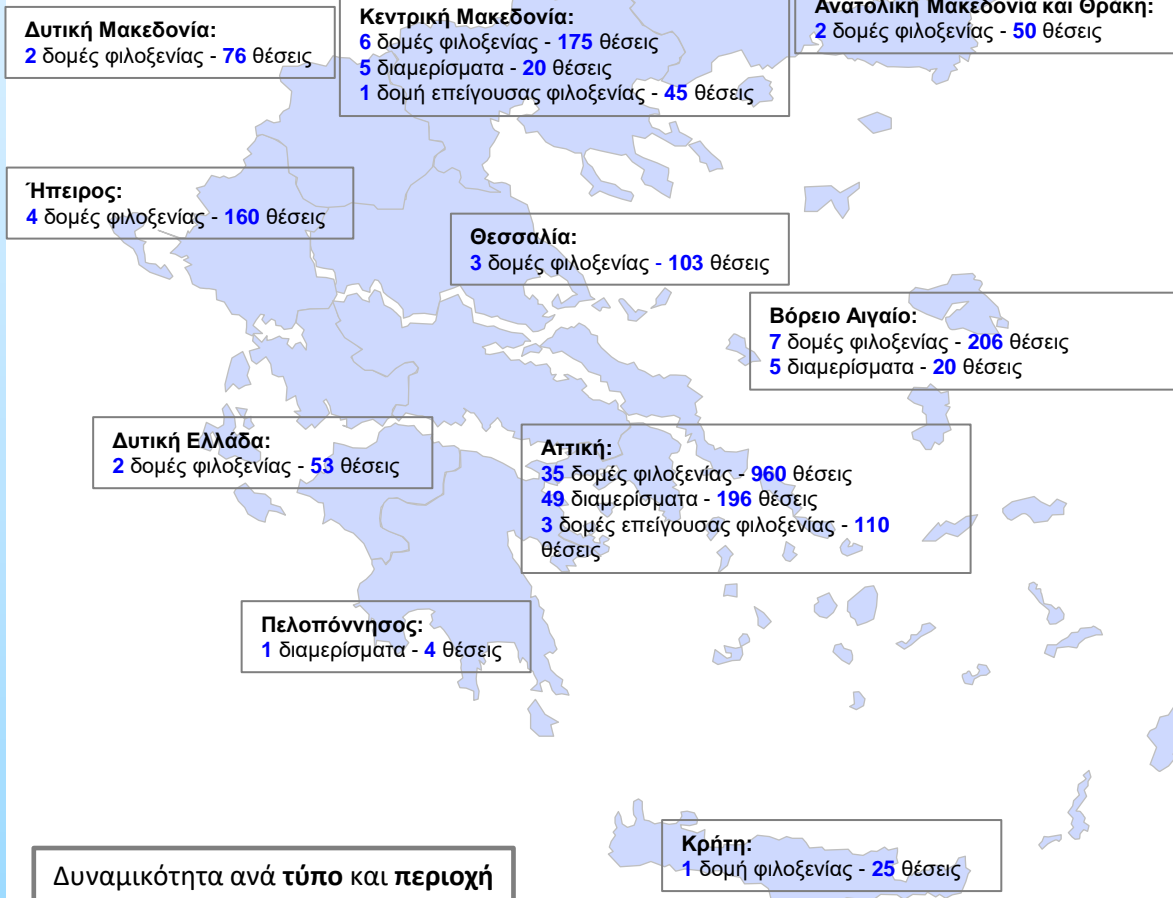 Δυτική Μακεδονία:
2 δομές φιλοξενίας - 76 θέσεις
Κεντρική Μακεδονία:
6 δομές φιλοξενίας - 175 θέσεις
5 διαμερίσματα - 20 θέσεις
1 δομή επείγουσας φιλοξενίας - 45 θέσεις
Ανατολική Μακεδονία και Θράκη:
2 δομές φιλοξενίας - 50 θέσεις
Ήπειρος:
4 δομές φιλοξενίας - 160 θέσεις
Θεσσαλία:
3 δομές φιλοξενίας - 103 θέσεις
Βόρειο Αιγαίο:
7 δομές φιλοξενίας - 206 θέσεις
5 διαμερίσματα - 20 θέσεις
Δυτική Ελλάδα:
2 δομές φιλοξενίας - 53 θέσεις
Αττική:
35 δομές φιλοξενίας - 960 θέσεις
49 διαμερίσματα - 196 θέσεις
3 δομές επείγουσας φιλοξενίας - 110
θέσεις
Πελοπόννησος:
1 διαμερίσματα - 4 θέσεις
Κρήτη:
1 δομή φιλοξενίας - 25 θέσεις
Δυναμικότητα ανά τύπο και περιοχή